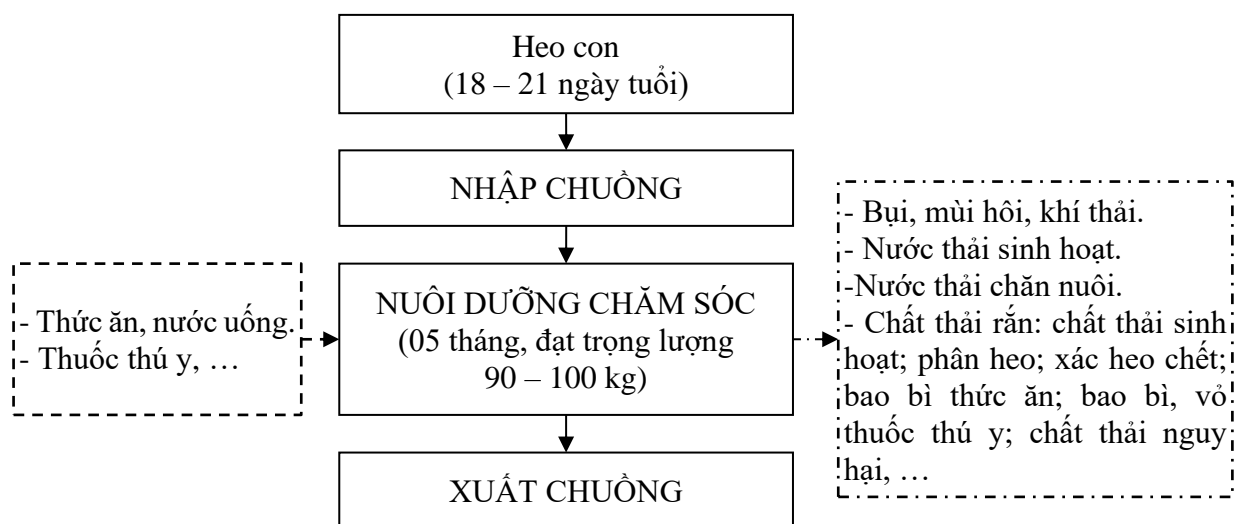 Heo con
(18 – 21 ngày tuổi)
NHẬP CHUỒNG
- Thức ăn, nước uống.
- Thuốc thú y, …
NUÔI DƯỠNG CHĂM SÓC
(05 tháng, đạt trọng lượng
90 – 100 kg)
- Bụi, mùi hôi, khí thải.
- Nước thải sinh hoạt.
-Nước thải chăn nuôi.
- Chất thải rắn: chất thải sinh
hoạt; phân heo; xác heo chết;
bao bì thức ăn; bao bì, vỏ
thuốc thú y; chất thải nguy
hại, …
XUẤT CHUỒNG